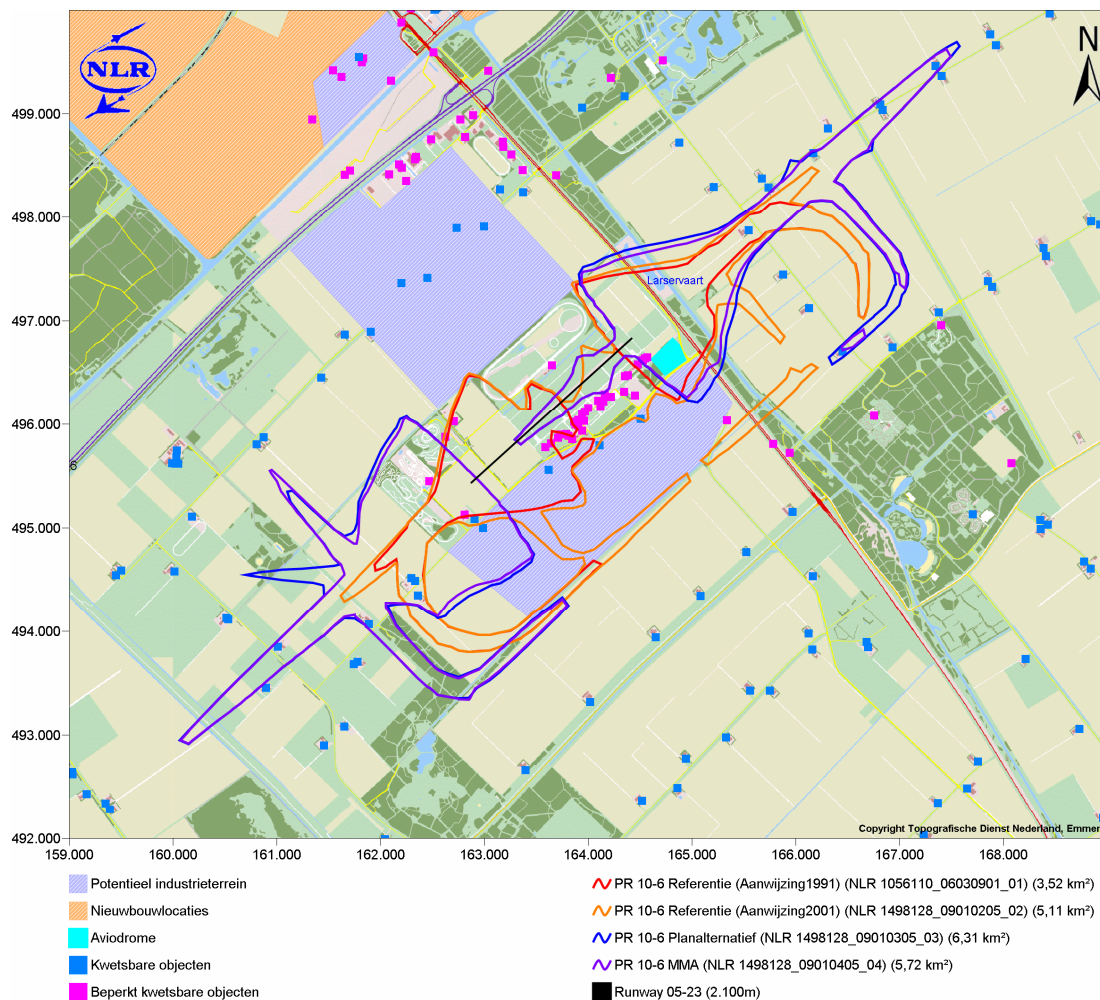 NLR
N
499.000
498.000
Larservaart
497.000
496.000
6
495.000
494.000
493.000
492.000
Copyright Topografische Dienst Nederland, Emmen
159.000 160.000 161.000 162.000 163.000 164.000 165.000 166.000 167.000 168.000
Potentieel industrieterrein
Nieuwbouwlocaties
Aviodrome
Kwetsbare objecten
Beperkt kwetsbare objecten
PR 10-6 Referentie (Aanwijzing1991) (NLR 1056110_06030901_01) (3,52 km²)
PR 10-6 Referentie (Aanwijzing2001) (NLR 1498128_09010205_02) (5,11 km²)
PR 10-6 Planalternatief (NLR 1498128_09010305_03) (6,31 km²)
PR 10-6 MMA (NLR 1498128_09010405_04) (5,72 km²)
Runway 05-23 (2.100m)